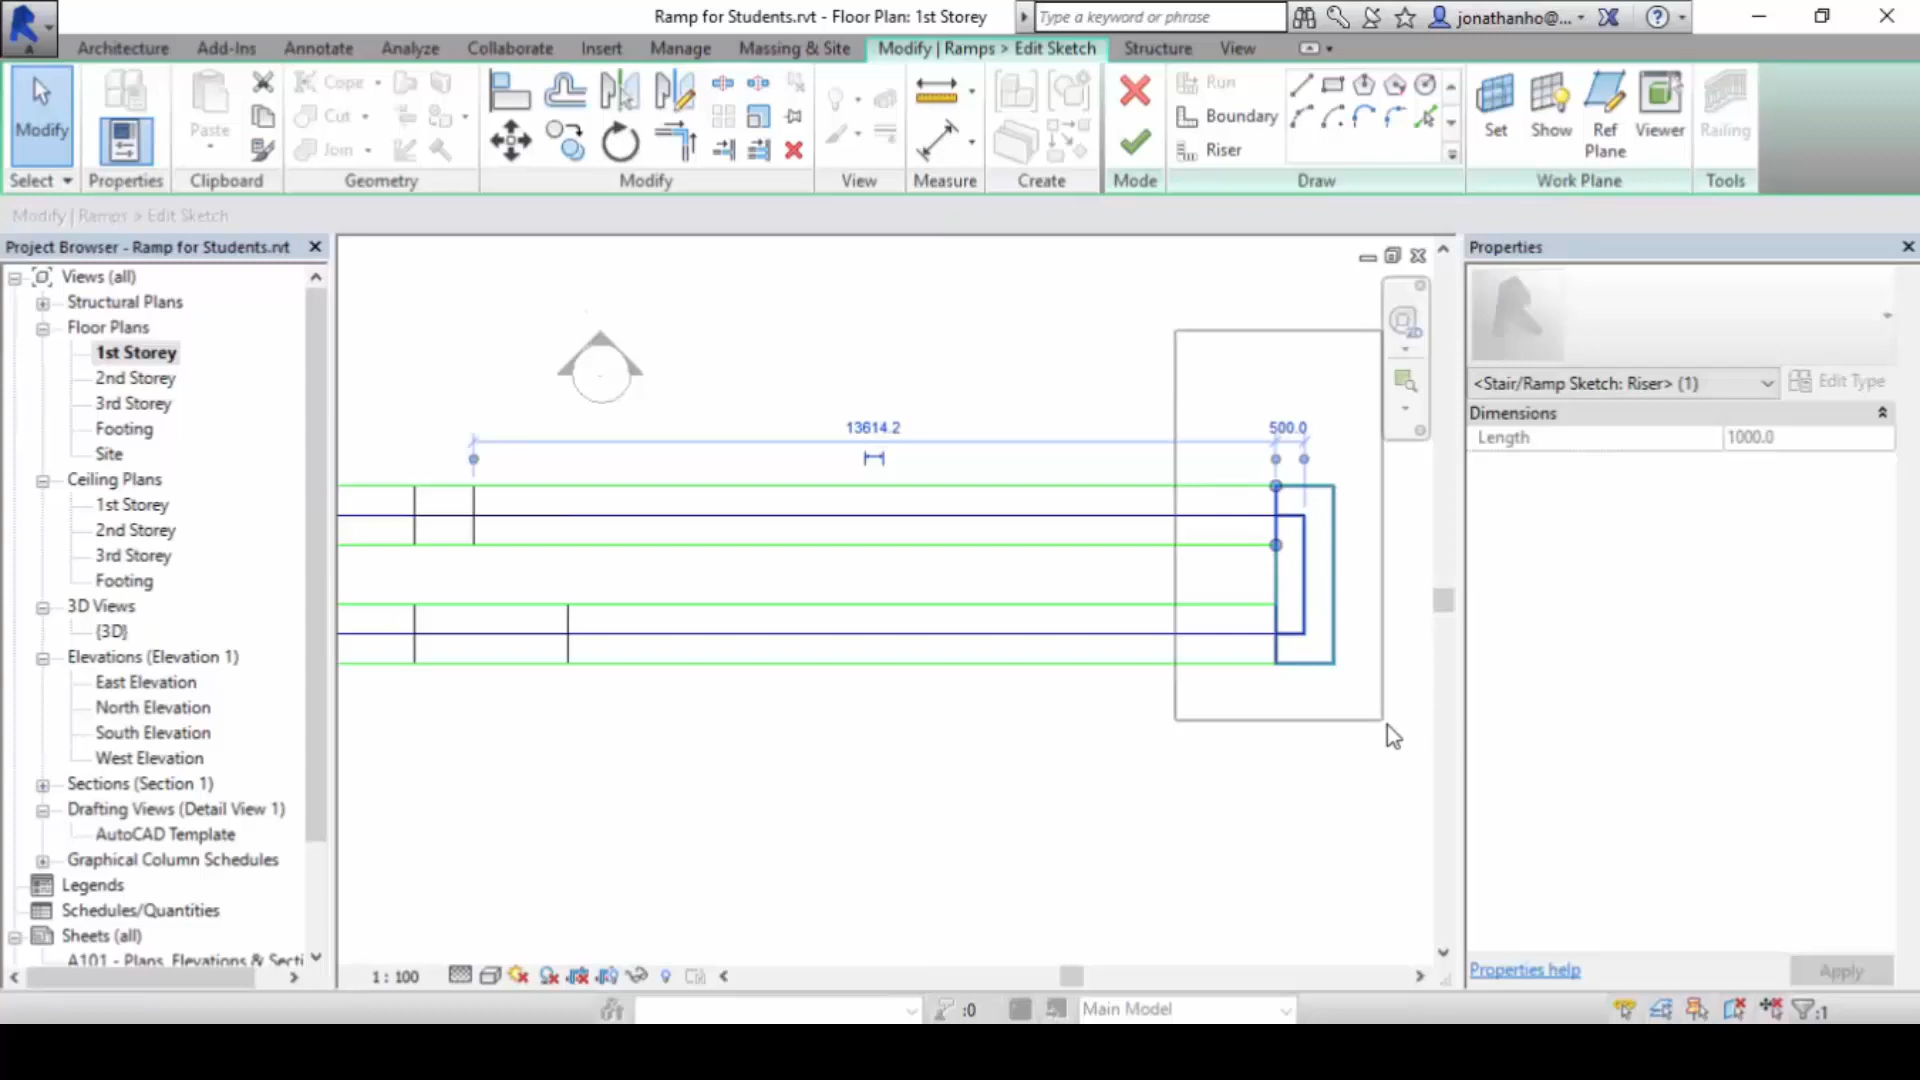 Ramp for Students.rvt - Floor Plan: 1st Storey
Type a keyword or phrase
jonathanho@...
Architecture Add-Ins Annotate Analyze Collaborate Insert Manage Massing & Site Modify | Ramps > Edit Sketch Structure View
Modify
Paste
Cope
Cut
Join
Run
Boundary
Riser
Set
Show
Ref
Plane
Viewer
Railing
Select Properties Clipboard Geometry Modify View Measure Create Mode Draw Work Plane Tools
Modify | Ramps > Edit Sketch
Project Browser - Ramp for Students.rvt
Views (all)
Structural Plans
Floor Plans
1st Storey
2nd Storey
3rd Storey
Footing
Site
Ceiling Plans
1st Storey
2nd Storey
3rd Storey
Footing
3D Views
{3D}
Elevations (Elevation 1)
East Elevation
North Elevation
South Elevation
West Elevation
Sections (Section 1)
Drafting Views (Detail View 1)
AutoCAD Template
Graphical Column Schedules
Legends
Schedules/Quantities
Sheets (all)
A101 - Plans, Elevations & Secti
13614.2
500.0
2D
Properties
<Stair/Ramp Sketch: Riser> (1)
Edit Type
Dimensions
Length 1000.0
Properties help
Apply
1 : 100
:0
Main Model
:1